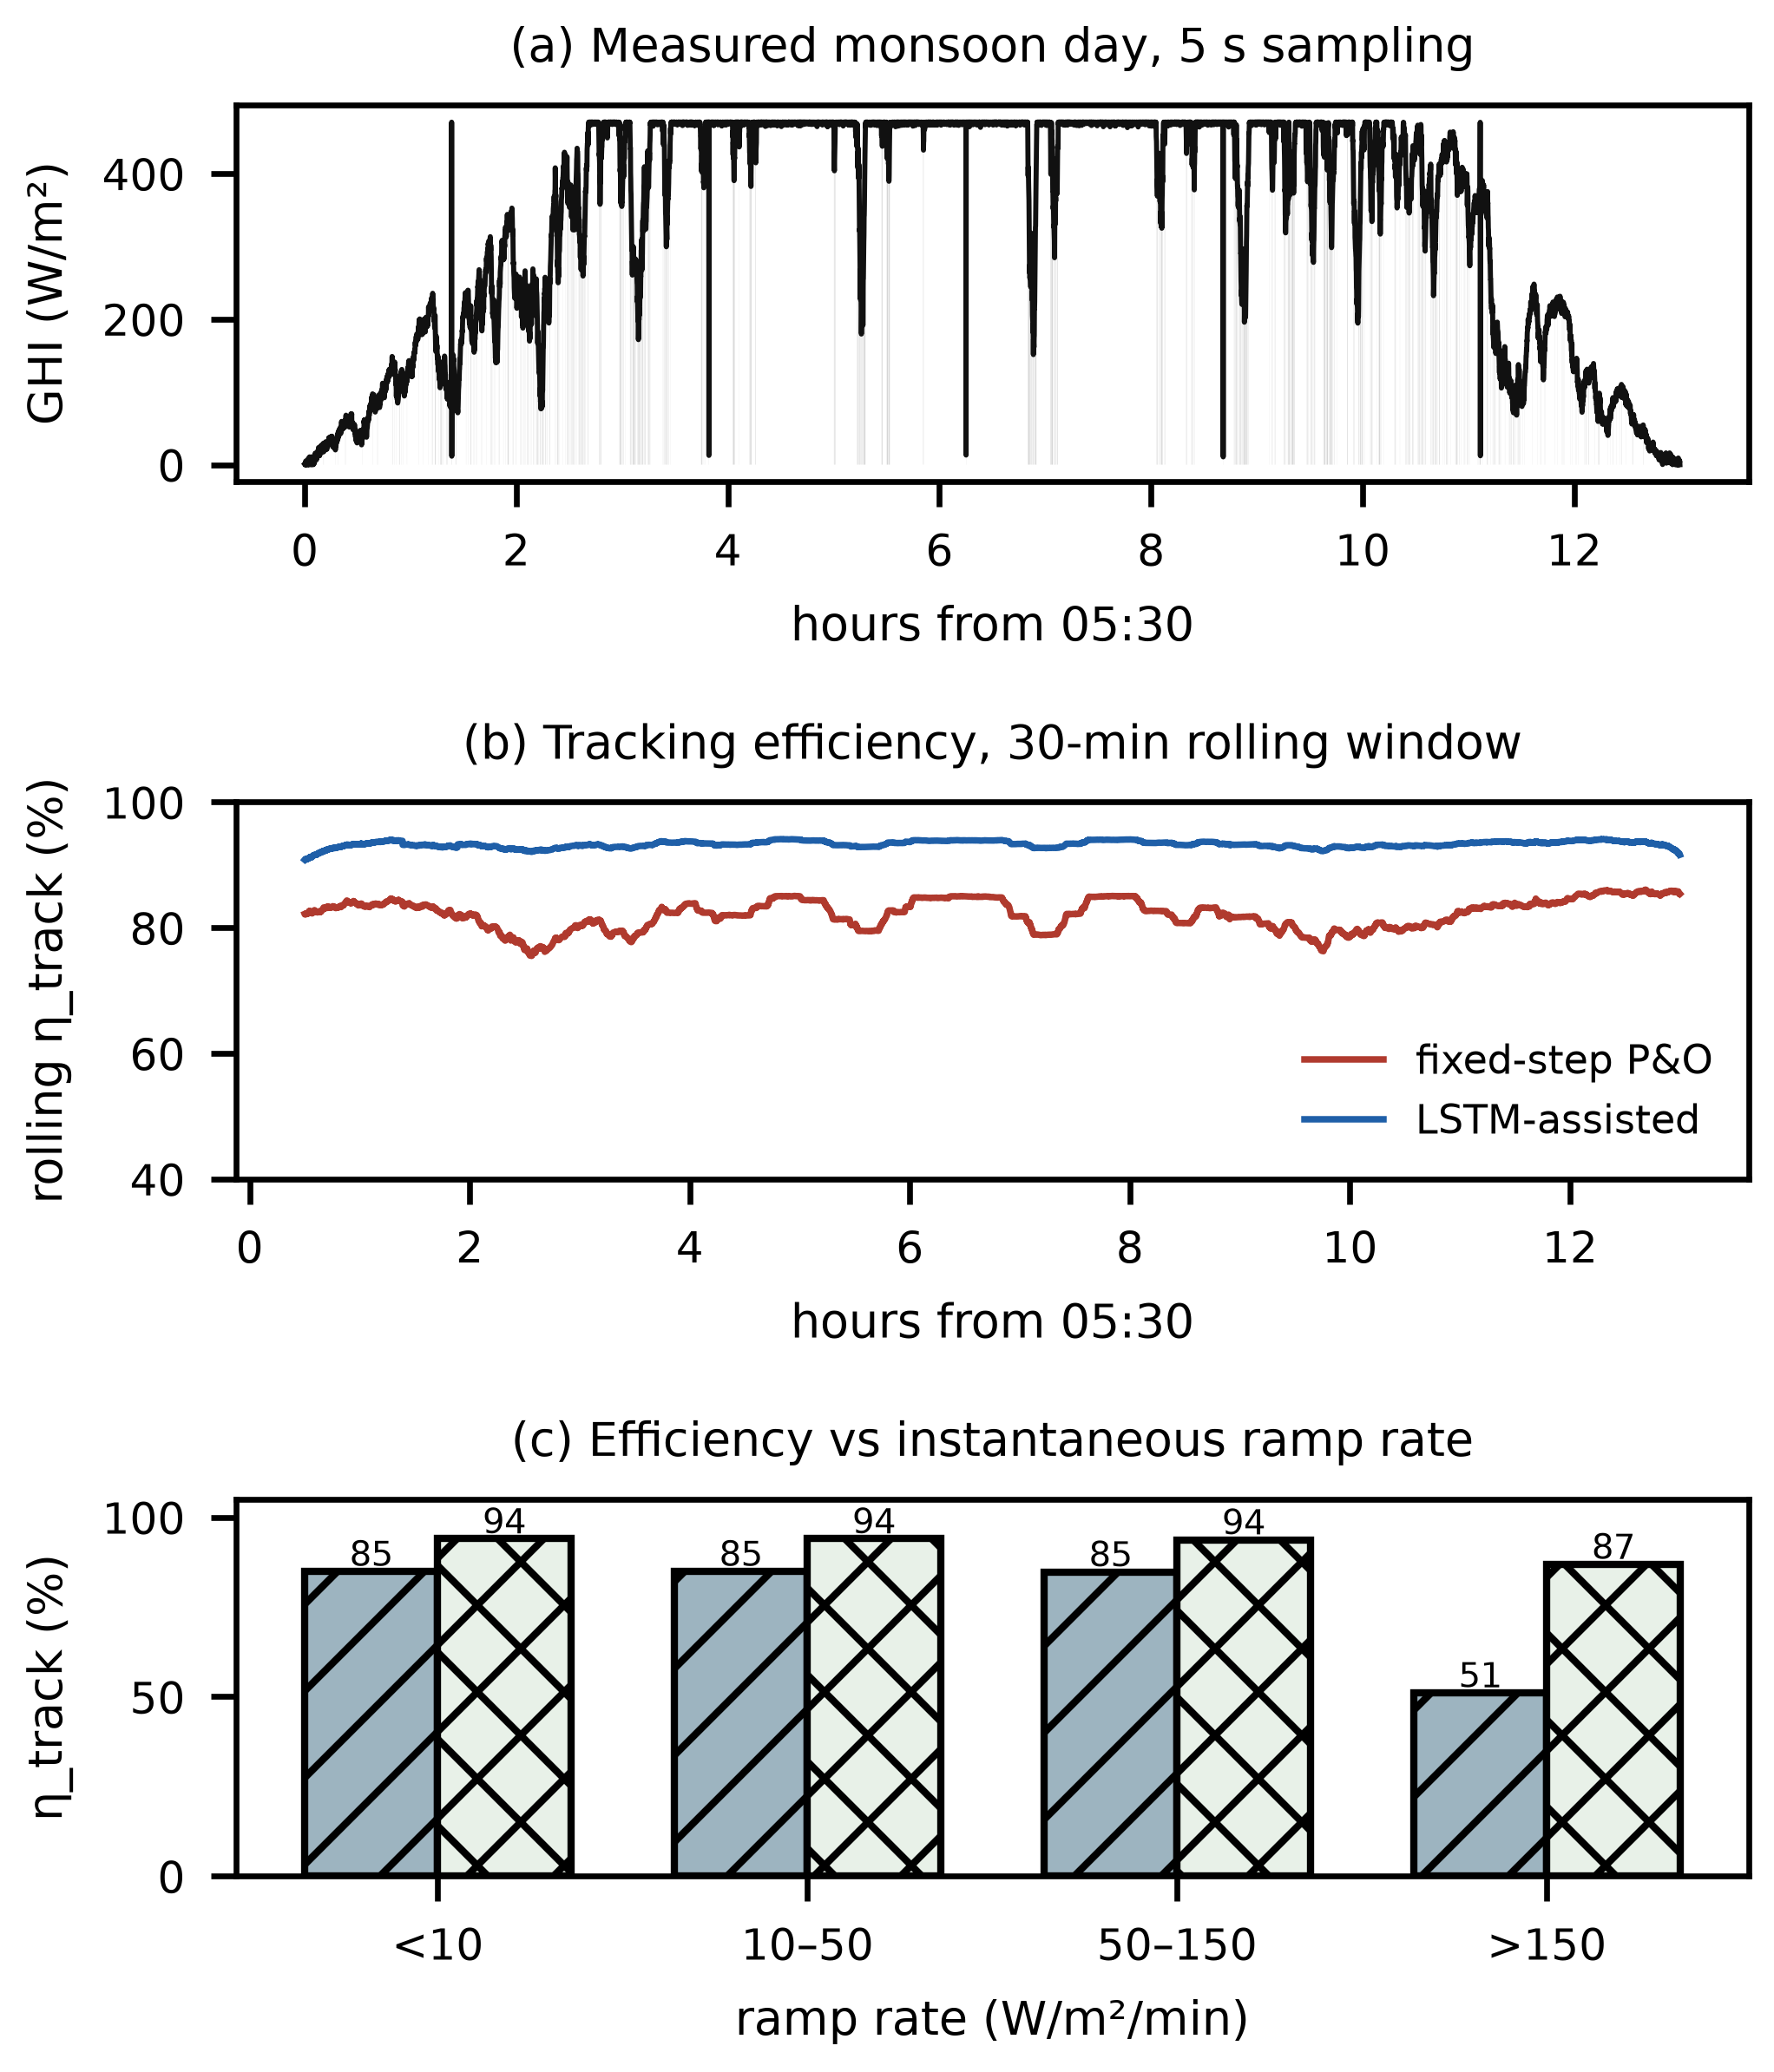 (a) Measured monsoon day, 5 s sampling
GHI (W/m²)
400
200
0
0 2 4 6 8 10 12
hours from 05:30
(b) Tracking efficiency, 30-min rolling window
rolling η_track (%)
100
80
60
40
fixed-step P&O
LSTM-assisted
0 2 4 6 8 10 12
hours from 05:30
(c) Efficiency vs instantaneous ramp rate
η_track (%)
100
50
0
85 94 85 94 85 94 51 87
<10 10–50 50–150 >150
ramp rate (W/m²/min)